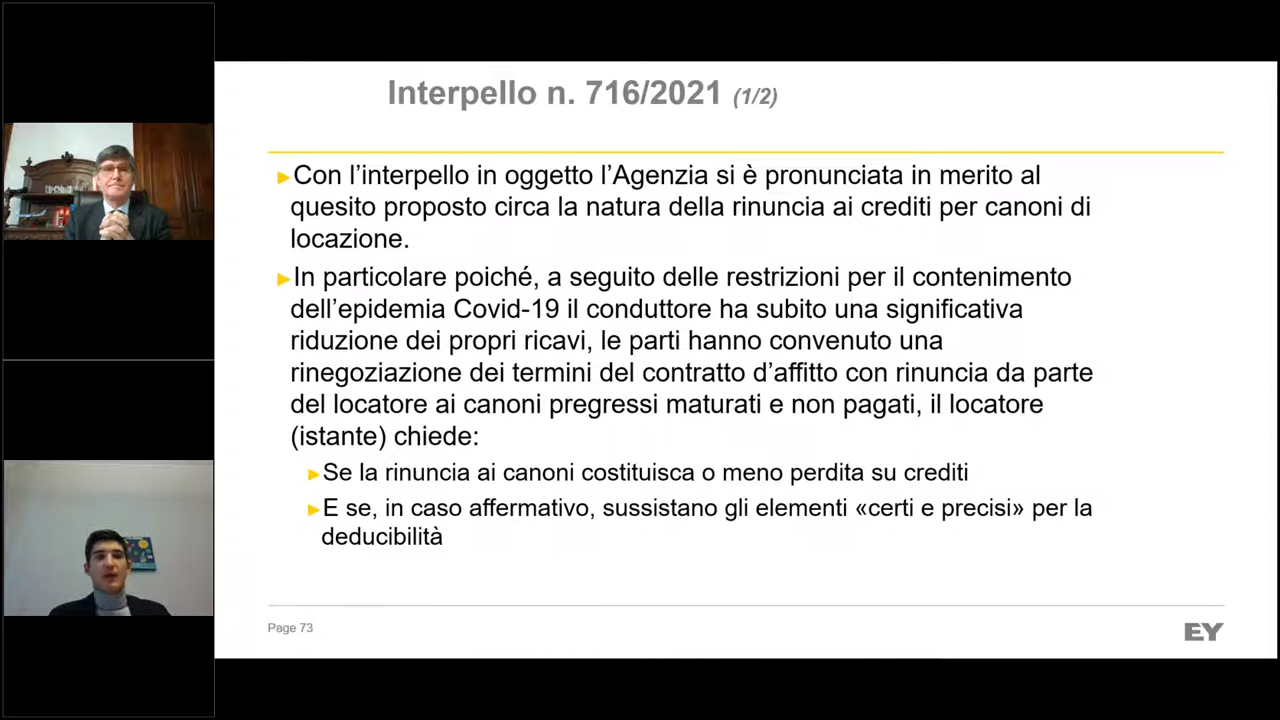 Interpello n. 716/2021 (1/2)
►Con l’interpello in oggetto l’Agenzia si è pronunciata in merito al
quesito proposto circa la natura della rinuncia ai crediti per canoni di
locazione.
►In particolare poiché, a seguito delle restrizioni per il contenimento
dell’epidemia Covid-19 il conduttore ha subito una significativa
riduzione dei propri ricavi, le parti hanno convenuto una
rinegoziazione dei termini del contratto d’affitto con rinuncia da parte
del locatore ai canoni pregressi maturati e non pagati, il locatore
(istante) chiede:
►Se la rinuncia ai canoni costituisca o meno perdita su crediti
►E se, in caso affermativo, sussistano gli elementi «certi e precisi» per la
deducibilità
Page 73
EY